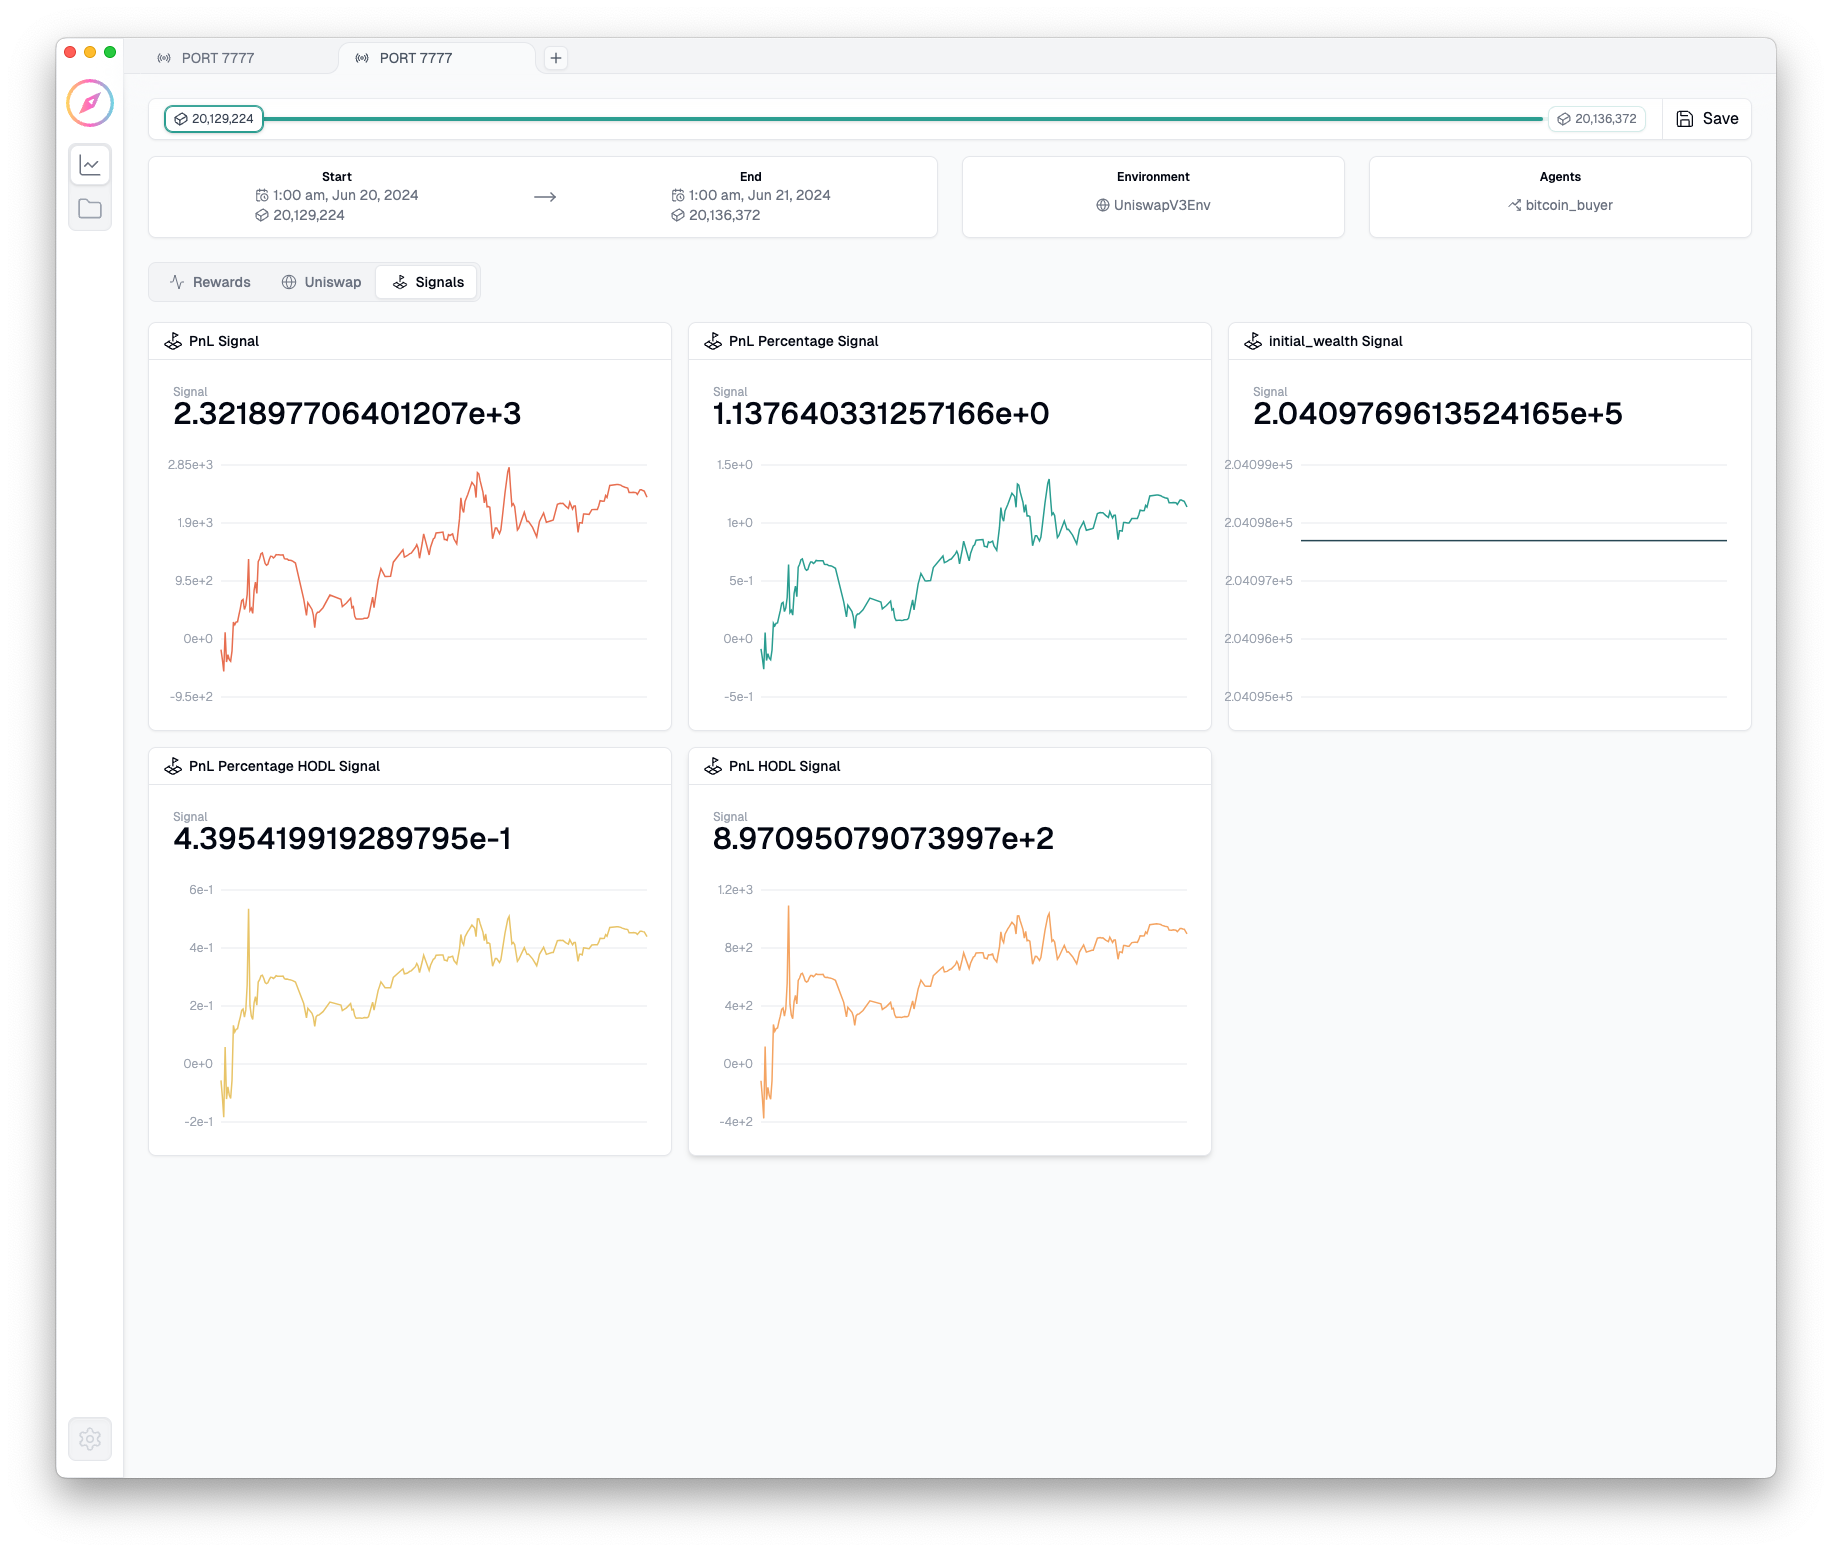 PORT 7777
PORT 7777
20,129,224
20,136,372
Save
Start
1:00 am, Jun 20, 2024
20,129,224
End
1:00 am, Jun 21, 2024
20,136,372
Environment
UniswapV3Env
Agents
bitcoin_buyer
Rewards
Uniswap
Signals
PnL Signal
Signal
2.321897706401207e+3
2.85e+3
1.9e+3
9.5e+2
0e+0
-9.5e+2
PnL Percentage Signal
Signal
1.137640331257166e+0
1.5e+0
1e+0
5e-1
0e+0
-5e-1
initial_wealth Signal
Signal
2.0409769613524165e+5
2.04099e+5
2.04098e+5
2.04097e+5
2.04096e+5
2.04095e+5
PnL Percentage HODL Signal
Signal
4.395419919289795e-1
6e-1
4e-1
2e-1
0e+0
-2e-1
PnL HODL Signal
Signal
8.97095079073997e+2
1.2e+3
8e+2
4e+2
0e+0
-4e+2